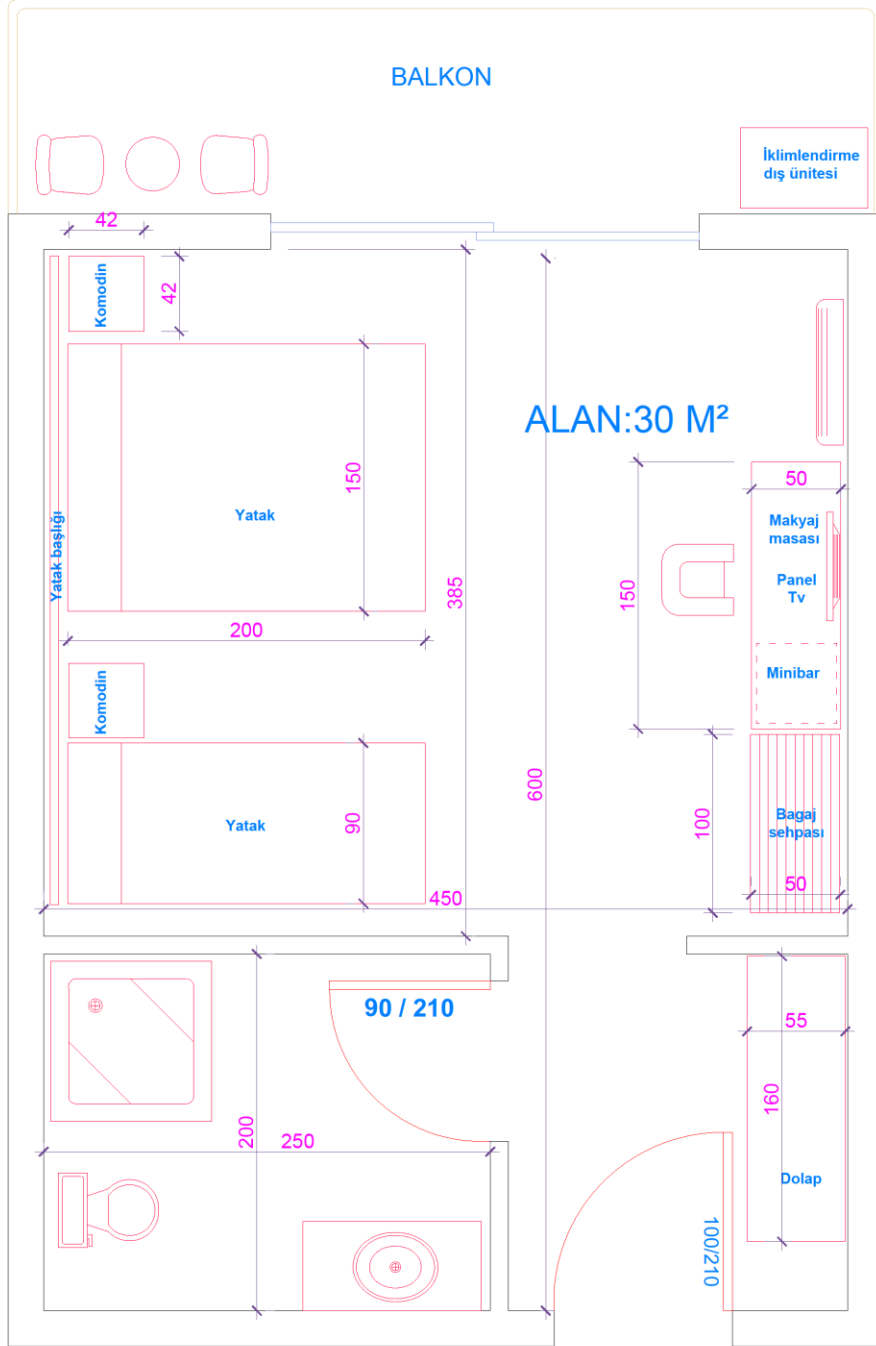 BALKON
İklimlendirme
dış ünitesi
42
Komodin
42
ALAN:30 M²
150
Yatak
Yatak başlığı
50
Makyaj
masası
Panel
Tv
385
150
200
Komodin
Minibar
600
Yatak
90
100
Bagaj
sehpası
50
450
90 / 210
55
160
200
250
Dolap
100/210